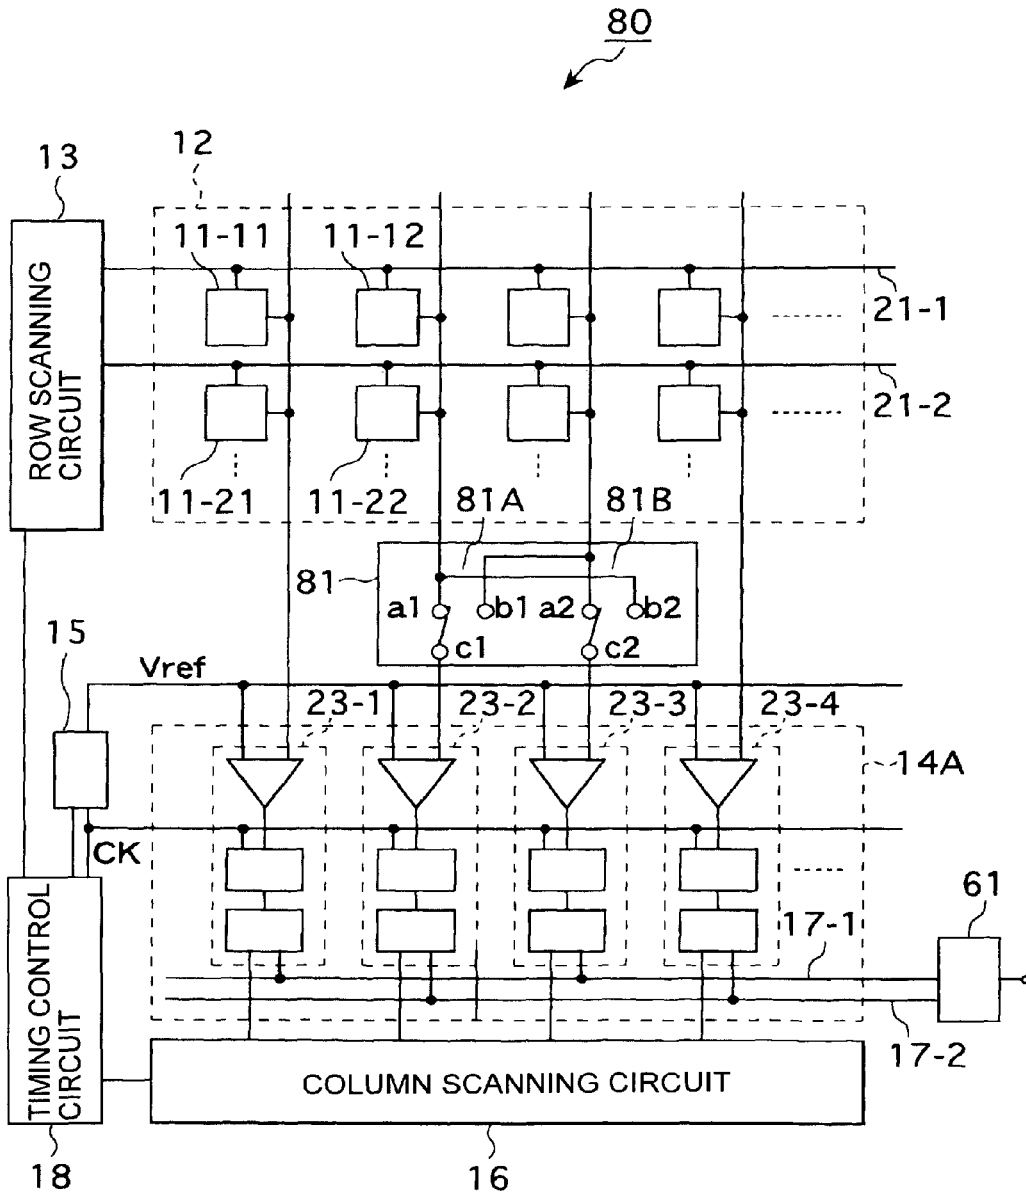 80
12
13
11-11
11-12
21-1
ROW SCANNING
CIRCUIT
21-2
11-21
11-22
81A
81B
81
a1
b1
a2
b2
c1
c2
15
Vref
23-1
23-2
23-3
23-4
14A
CK
61
17-1
17-2
TIMING CONTROL
CIRCUIT
COLUMN SCANNING CIRCUIT
18
16